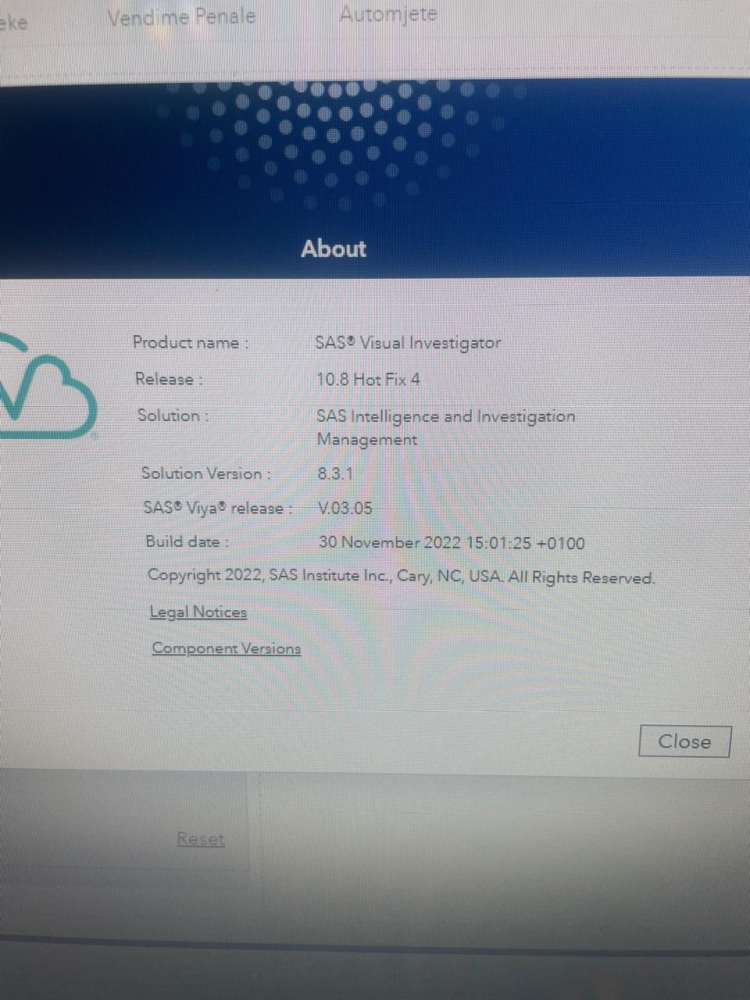 Vendime Penale Automjete
About
Product name : SAS® Visual Investigator
Release : 10.8 Hot Fix 4
Solution : SAS Intelligence and Investigation
Management
Solution Version : 8.3.1
SAS® Viya® release : V.03.05
Build date : 30 November 2022 15:01:25 +0100
Copyright 2022, SAS Institute Inc., Cary, NC, USA. All Rights Reserved.
Legal Notices
Component Versions
Close
Reset